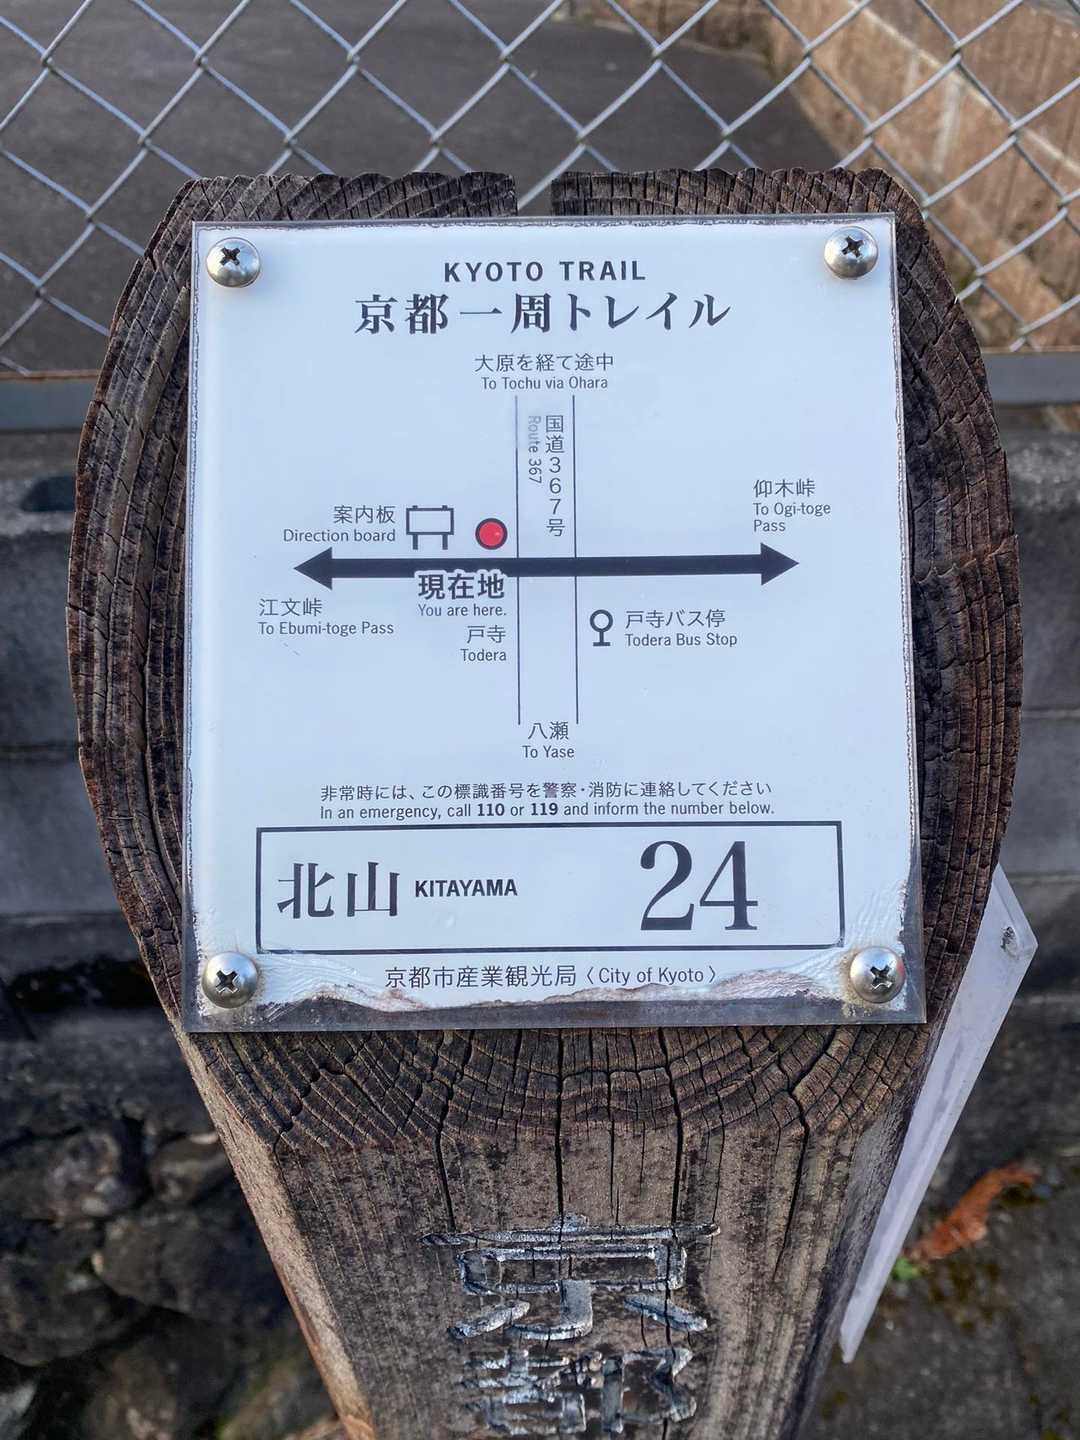 KYOTO TRAIL
京都一周トレイル
大原を経て途中
To Tochu via Ohara
国道367号
Route 367
仰木峠
To Ogi-toge
Pass
案内板
Direction board
現在地
You are here.
江文峠
To Ebumi-toge Pass
戸寺
Todera
戸寺バス停
Todera Bus Stop
八瀬
To Yase
非常時には、この標識番号を警察・消防に連絡してください
In an emergency, call 110 or 119 and inform the number below.
北山 KITAYAMA 24
京都市産業観光局〈City of Kyoto〉
京都